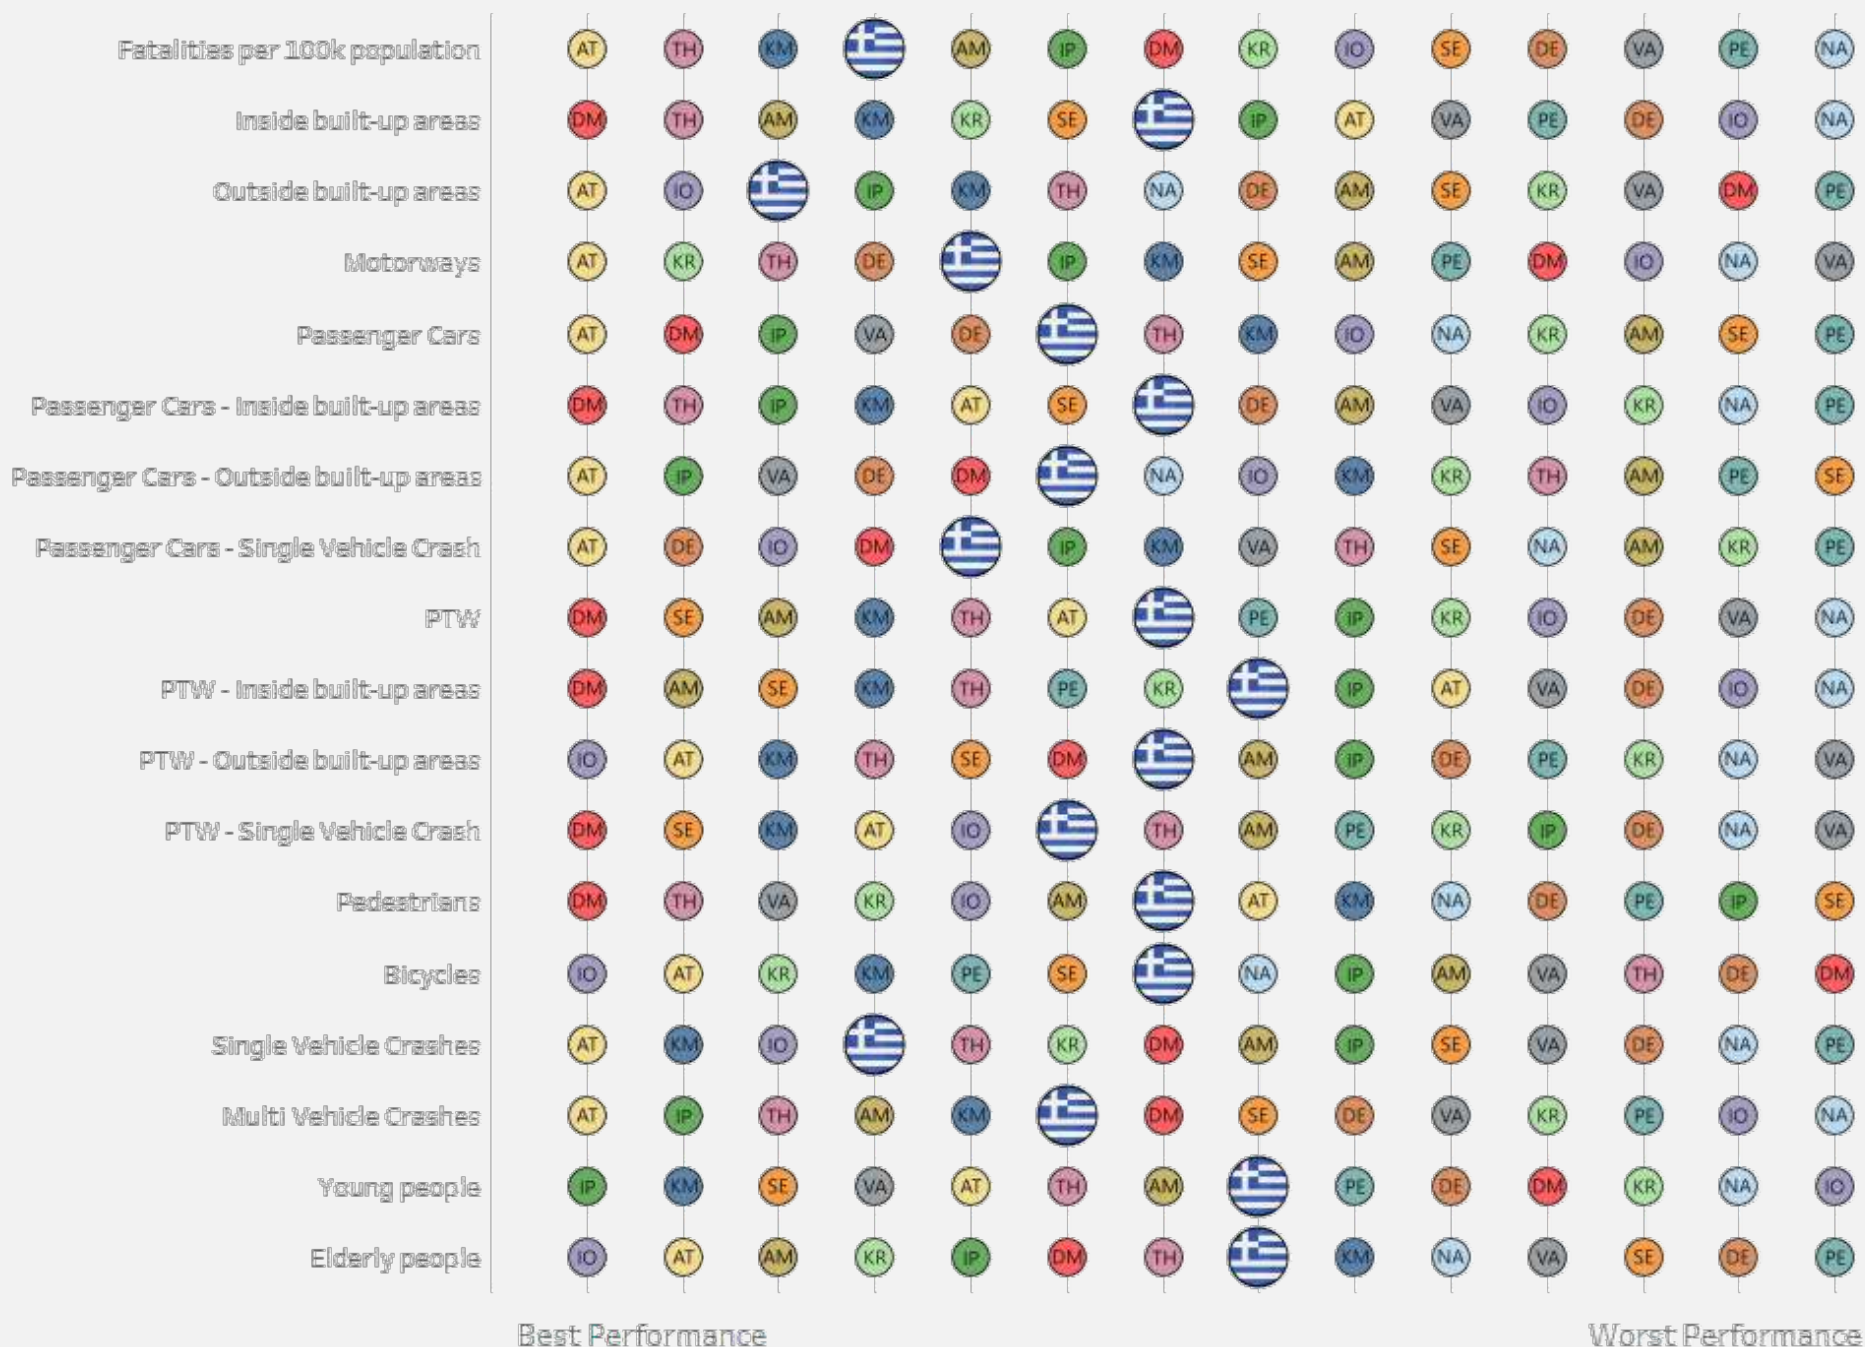 Fatalities per 100k population AT TH KM AM IP DM KR IO SE DE VA PE NA
Inside built-up areas DM TH AM KM KR SE IP AT VA PE DE IO NA
Outside built-up areas AT IO IP KM TH NA DE AM SE KR VA DM PE
Motorways AT KR TH DE IP KM SE AM PE DM IO NA VA
Passenger Cars AT DM IP VA DE TH KM IO NA KR AM SE PE
Passenger Cars - Inside built-up areas DM TH IP KM AT SE DE AM VA IO KR NA PE
Passenger Cars - Outside built-up areas AT IP VA DE DM NA IO KM KR TH AM PE SE
Passenger Cars - Single Vehicle Crash AT DE IO DM IP KM VA TH SE NA AM KR PE
PTW DM SE AM KM TH AT PE IP KR IO DE VA NA
PTW - Inside built-up areas DM AM SE KM TH PE KR IP AT VA DE IO NA
PTW - Outside built-up areas IO AT KM TH SE DM AM IP DE PE KR NA VA
PTW - Single Vehicle Crash DM SE KM AT IO TH AM PE KR IP DE NA VA
Pedestrians DM TH VA KR IO AM AT KM NA DE PE IP SE
Bicycles IO AT KR KM PE SE NA IP AM VA TH DE DM
Single Vehicle Crashes AT KM IO TH KR DM AM IP SE VA DE NA PE
Multi Vehicle Crashes AT IP TH AM KM DM SE DE VA KR PE IO NA
Young people IP KM SE VA AT TH AM PE DE DM KR NA IO
Elderly people IO AT AM KR IP DM TH KM NA VA SE DE PE
Best Performance Worst Performance